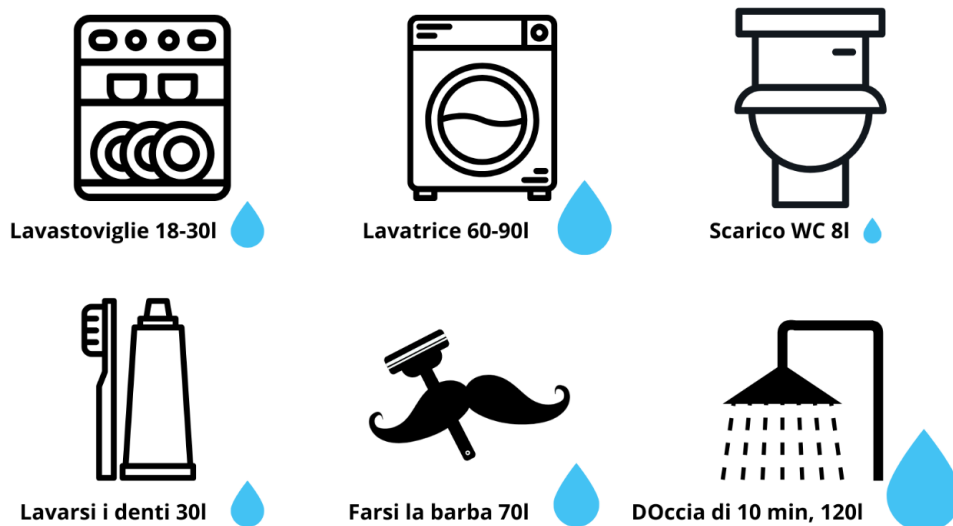 Lavastoviglie 18-30l
Lavatrice 60-90l
Scarico WC 8l
Lavarsi i denti 30l
Farsi la barba 70l
DOccia di 10 min, 120l